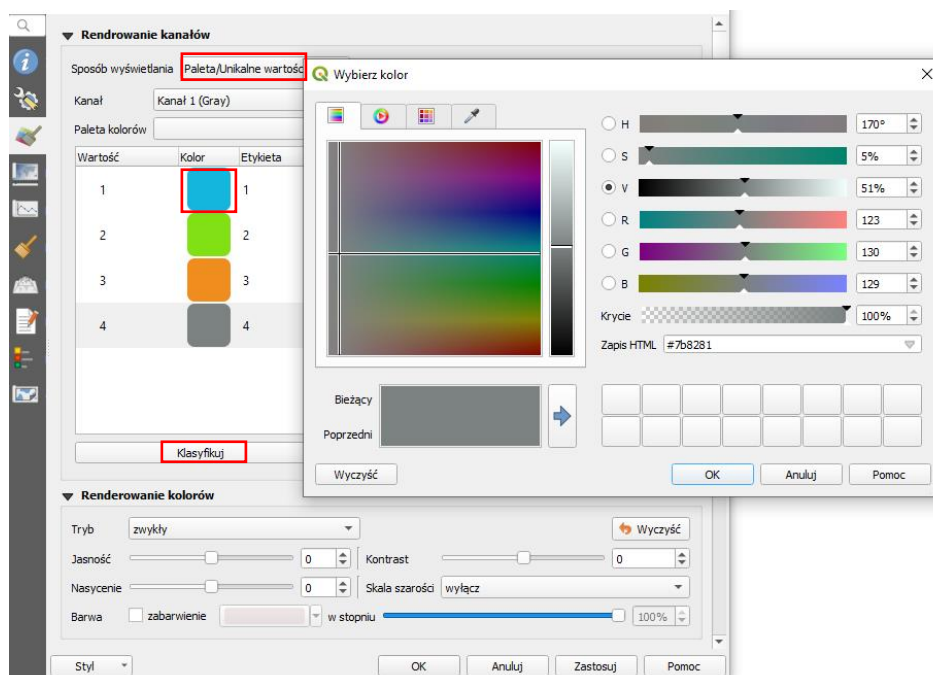 Rendrowanie kanałów
Sposób wyświetlania Paleta/Unikalne wartośc
Kanał Kanał 1 (Gray)
Paleta kolorów
Wartość Kolor Etykieta
1 1
2 2
3 3
4 4
Klasyfikuj
Wybierz kolor
H 170°
S 5%
V 51%
R 123
G 130
B 129
Krycie 100%
Zapis HTML #7b8281
Bieżący
Poprzedni
Wyczyść OK Anuluj Pomoc
Renderowanie kolorów
Tryb zwykły Wyczyść
Jasność 0 Kontrast 0
Nasycenie 0 Skala szarości wyłącz
Barwa zabarwienie w stopniu 100%
Styl OK Anuluj Zastosuj Pomoc